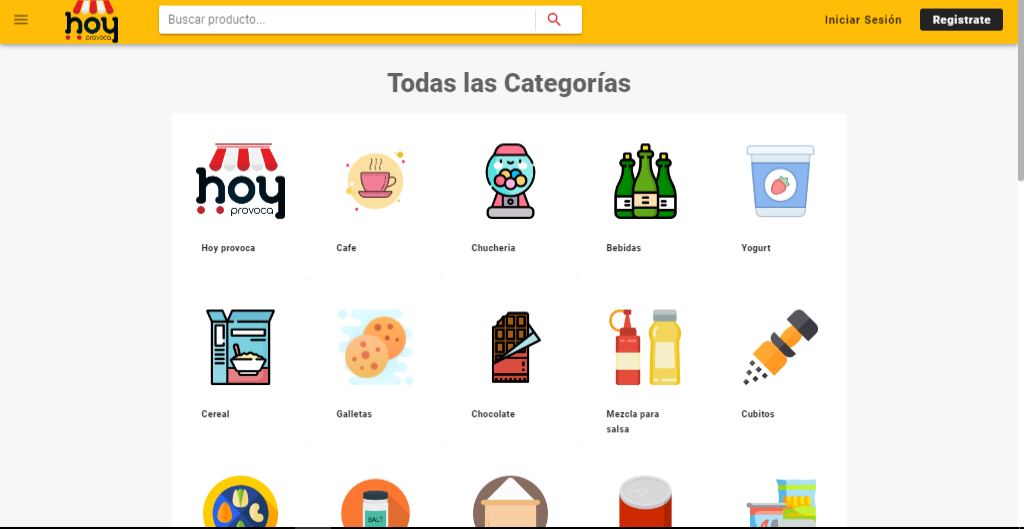 hoy
provoca
Buscar producto...
Iniciar Sesión
Registrate
Todas las Categorías
hoy
provoca
Hoy provoca
Cafe
Chucheria
Bebidas
Yogurt
Cereal
Galletas
Chocolate
Mezcla para
salsa
Cubitos
SALT